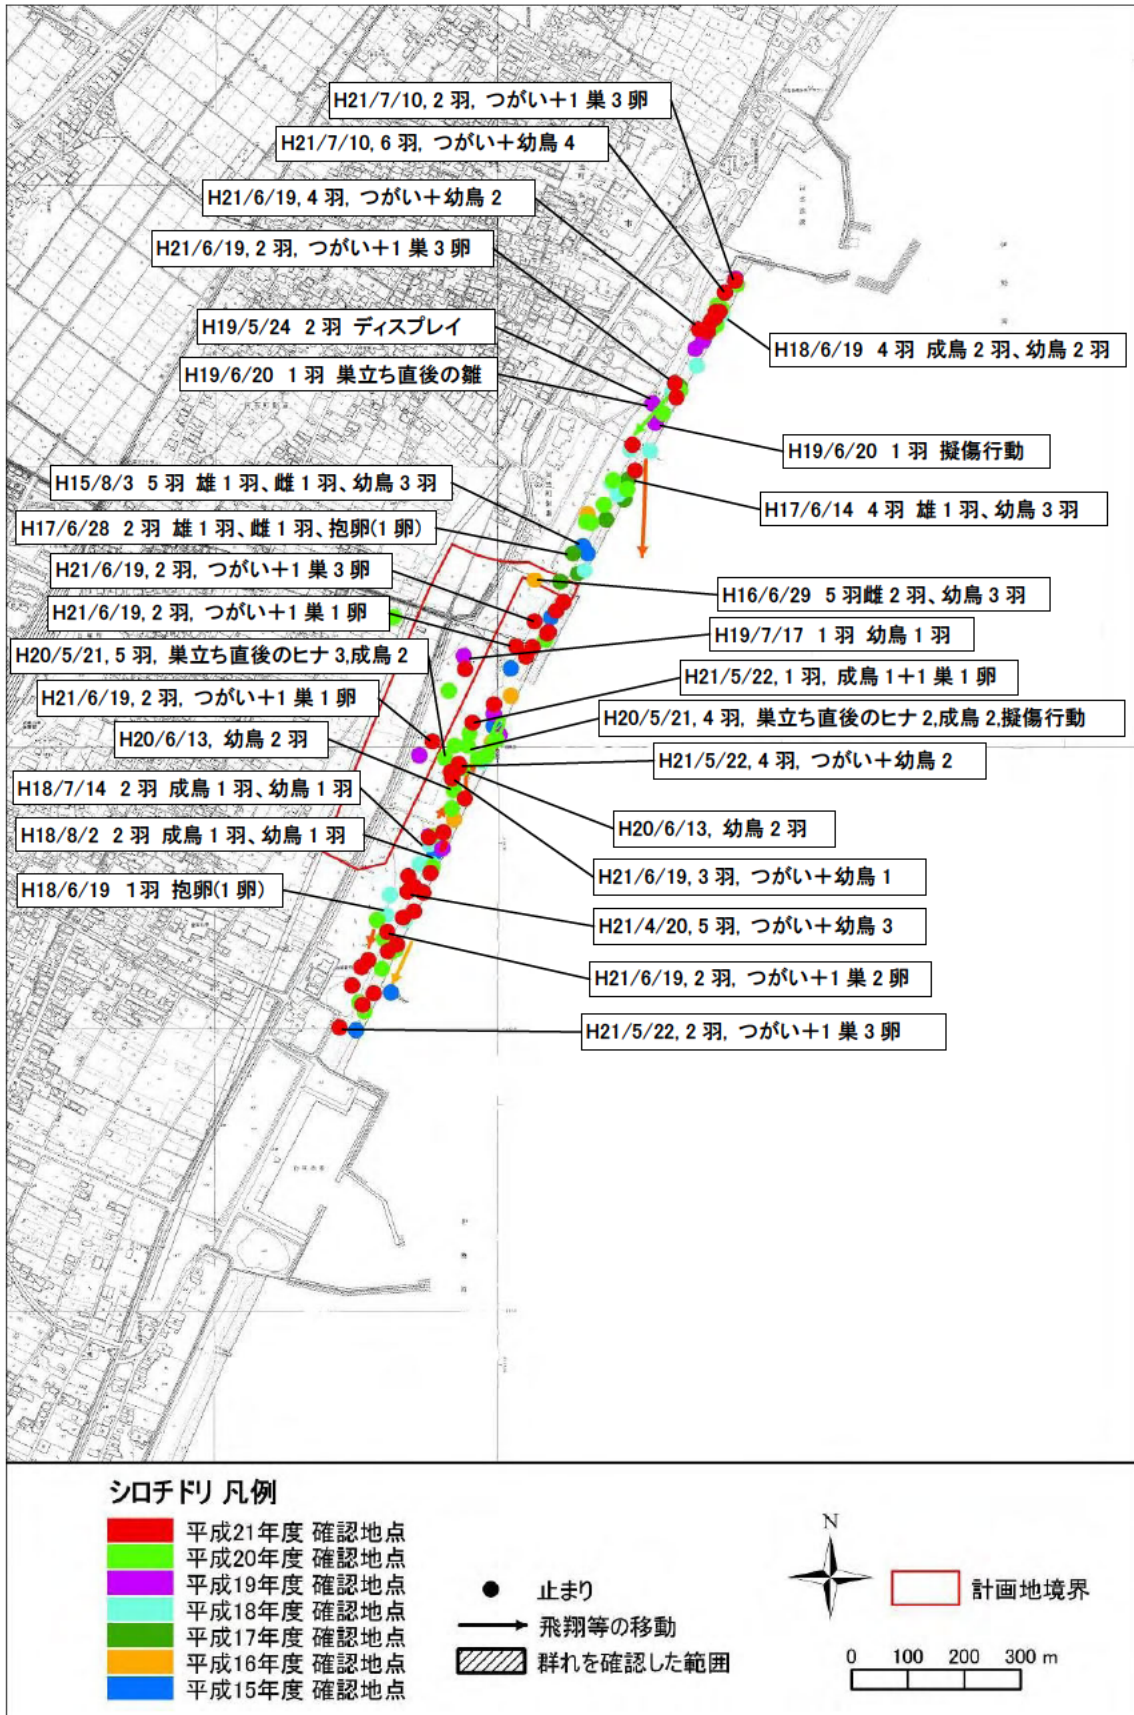 H21/7/10, 2 羽, つがい＋1 巣 3 卵
H21/7/10, 6 羽, つがい＋幼鳥 4
H21/6/19, 4 羽, つがい＋幼鳥 2
H21/6/19, 2 羽, つがい＋1 巣 3 卵
H19/5/24 2 羽 ディスプレイ
H18/6/19 4 羽 成鳥 2 羽、幼鳥 2 羽
H19/6/20 1 羽 巣立ち直後の雛
H19/6/20 1 羽 擬傷行動
H15/8/3 5 羽 雄 1 羽、雌 1 羽、幼鳥 3 羽
H17/6/14 4 羽 雄 1 羽、幼鳥 3 羽
H17/6/28 2 羽 雄 1 羽、雌 1 羽、抱卵(1 卵)
H21/6/19, 2 羽, つがい＋1 巣 3 卵
H16/6/29 5 羽雌 2 羽、幼鳥 3 羽
H21/6/19, 2 羽, つがい＋1 巣 1 卵
H19/7/17 1 羽 幼鳥 1 羽
H20/5/21, 5 羽, 巣立ち直後のヒナ 3,成鳥 2
H21/5/22, 1 羽, 成鳥 1＋1 巣 1 卵
H21/6/19, 2 羽, つがい＋1 巣 1 卵
H20/5/21, 4 羽, 巣立ち直後のヒナ 2,成鳥 2,擬傷行動
H20/6/13, 幼鳥 2 羽
H21/5/22, 4 羽, つがい＋幼鳥 2
H18/7/14 2 羽 成鳥 1 羽、幼鳥 1 羽
H20/6/13, 幼鳥 2 羽
H18/8/2 2 羽 成鳥 1 羽、幼鳥 1 羽
H21/6/19, 3 羽, つがい＋幼鳥 1
H18/6/19 1 羽 抱卵(1 卵)
H21/4/20, 5 羽, つがい＋幼鳥 3
H21/6/19, 2 羽, つがい＋1 巣 2 卵
H21/5/22, 2 羽, つがい＋1 巣 3 卵
シロチドリ 凡例
平成21年度 確認地点
平成20年度 確認地点
平成19年度 確認地点
平成18年度 確認地点
平成17年度 確認地点
平成16年度 確認地点
平成15年度 確認地点
止まり
飛翔等の移動
群れを確認した範囲
N
計画地境界
0 100 200 300 m